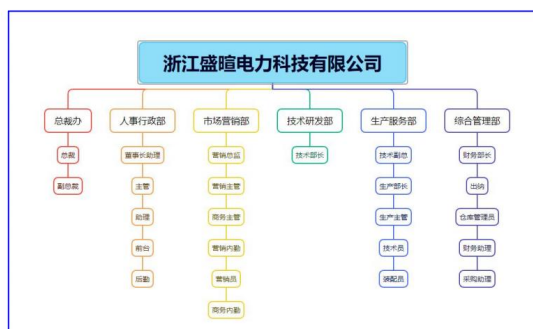 浙江盛暄电力科技有限公司
总裁办
人事行政部
市场营销部
技术研发部
生产服务部
综合管理部
总裁
董事长助理
营销总监
技术部长
技术副总
财务部长
副总裁
主管
营销主管
生产部长
出纳
助理
商务主管
生产主管
仓库管理员
前台
营销内勤
技术员
财务助理
后勤
营销员
装配员
采购助理
商务内勤